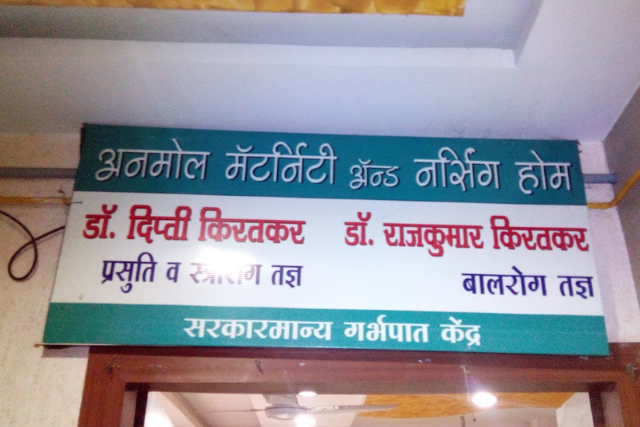 अनमोल मॅटर्निटी ॲन्ड नर्सिंग होम
डॉ. दिप्ती किरतकर डॉ. राजकुमार किरतकर
प्रसुति व स्त्रीरोग तज्ञ बालरोग तज्ञ
सरकारमान्य गर्भपात केंद्र